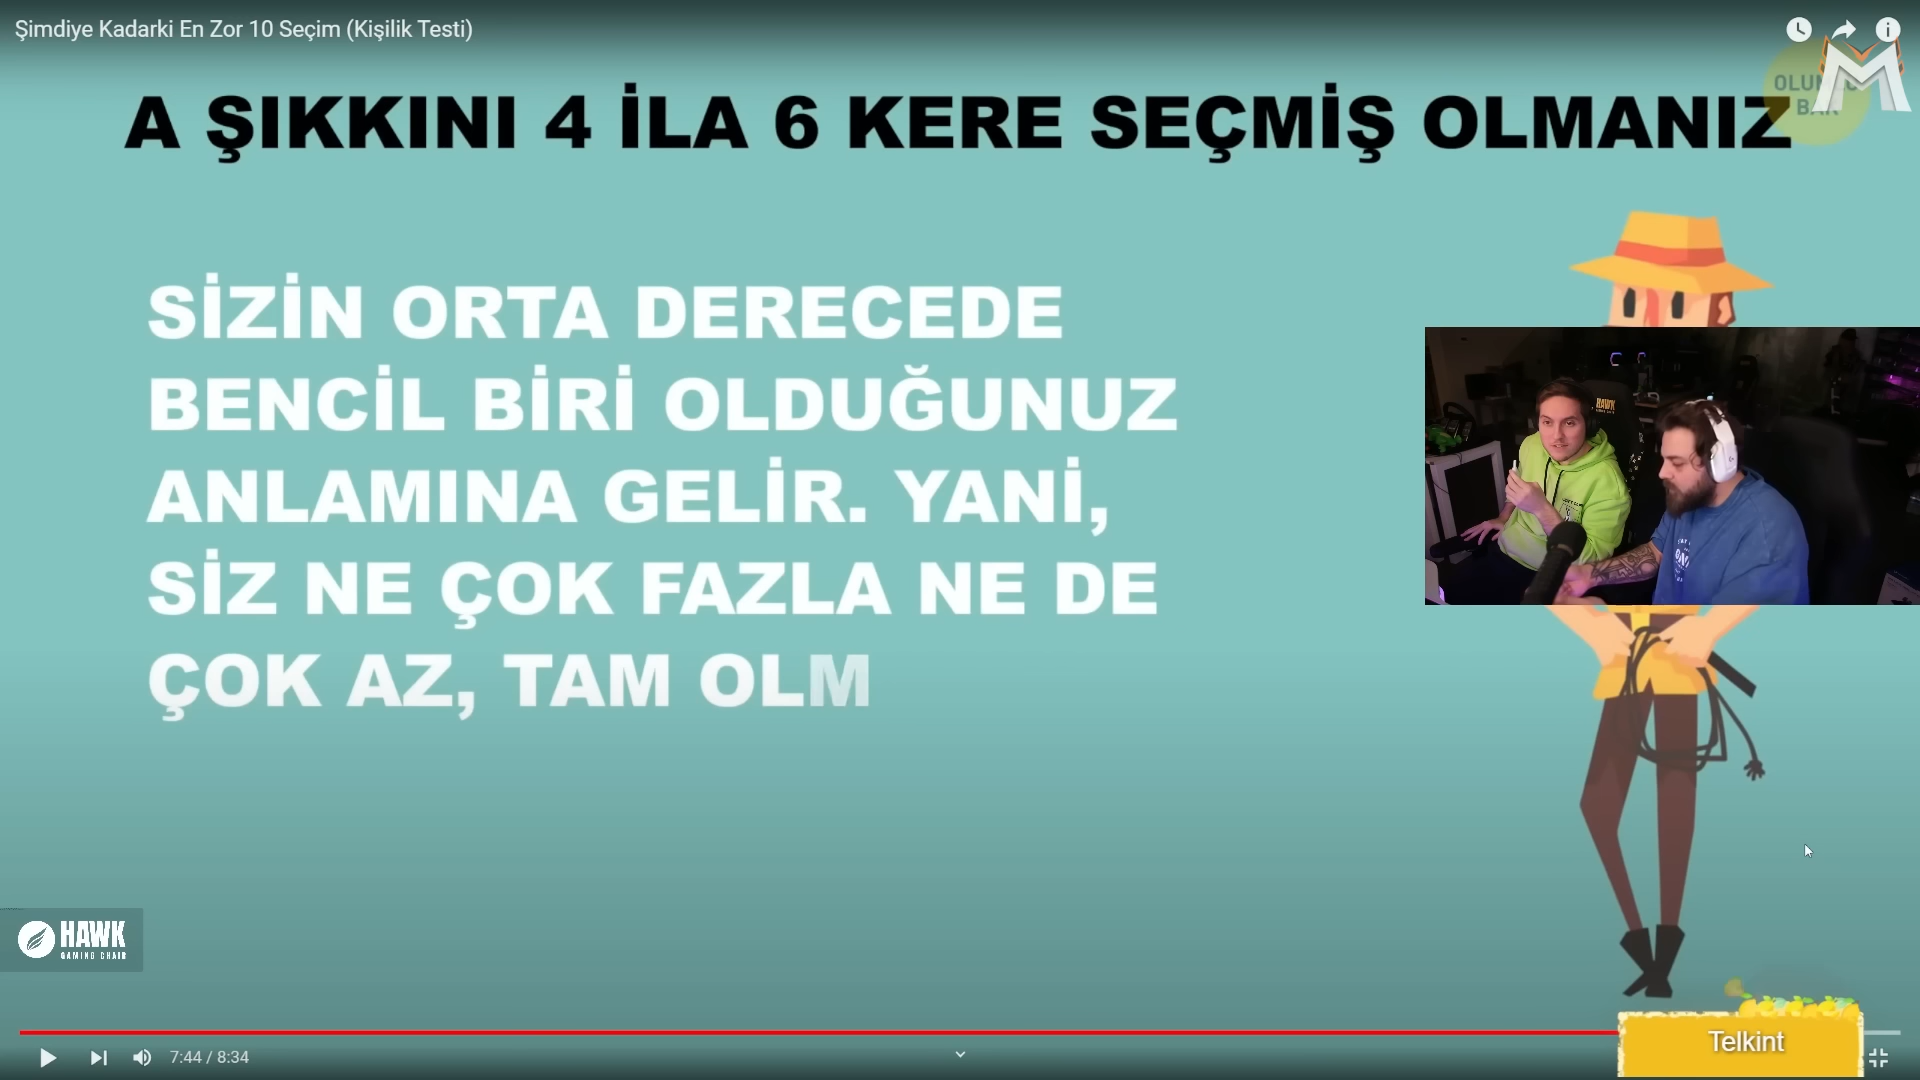 Şimdiye Kadarki En Zor 10 Seçim (Kişilik Testi)
A ŞIKKINI 4 İLA 6 KERE SEÇMİŞ OLMANIZ
SİZİN ORTA DERECEDE
BENCİL BİRİ OLDUĞUNUZ
ANLAMINA GELİR. YANİ,
SİZ NE ÇOK FAZLA NE DE
ÇOK AZ, TAM OLM
HAWK
GAMING CHAIR
Telkint
7:44 / 8:34